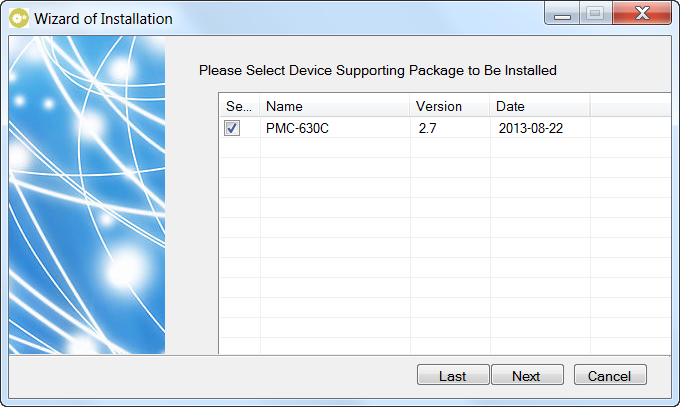 Wizard of Installation
Please Select Device Supporting Package to Be Installed
Se... Name Version Date
PMC-630C 2.7 2013-08-22
Last Next Cancel